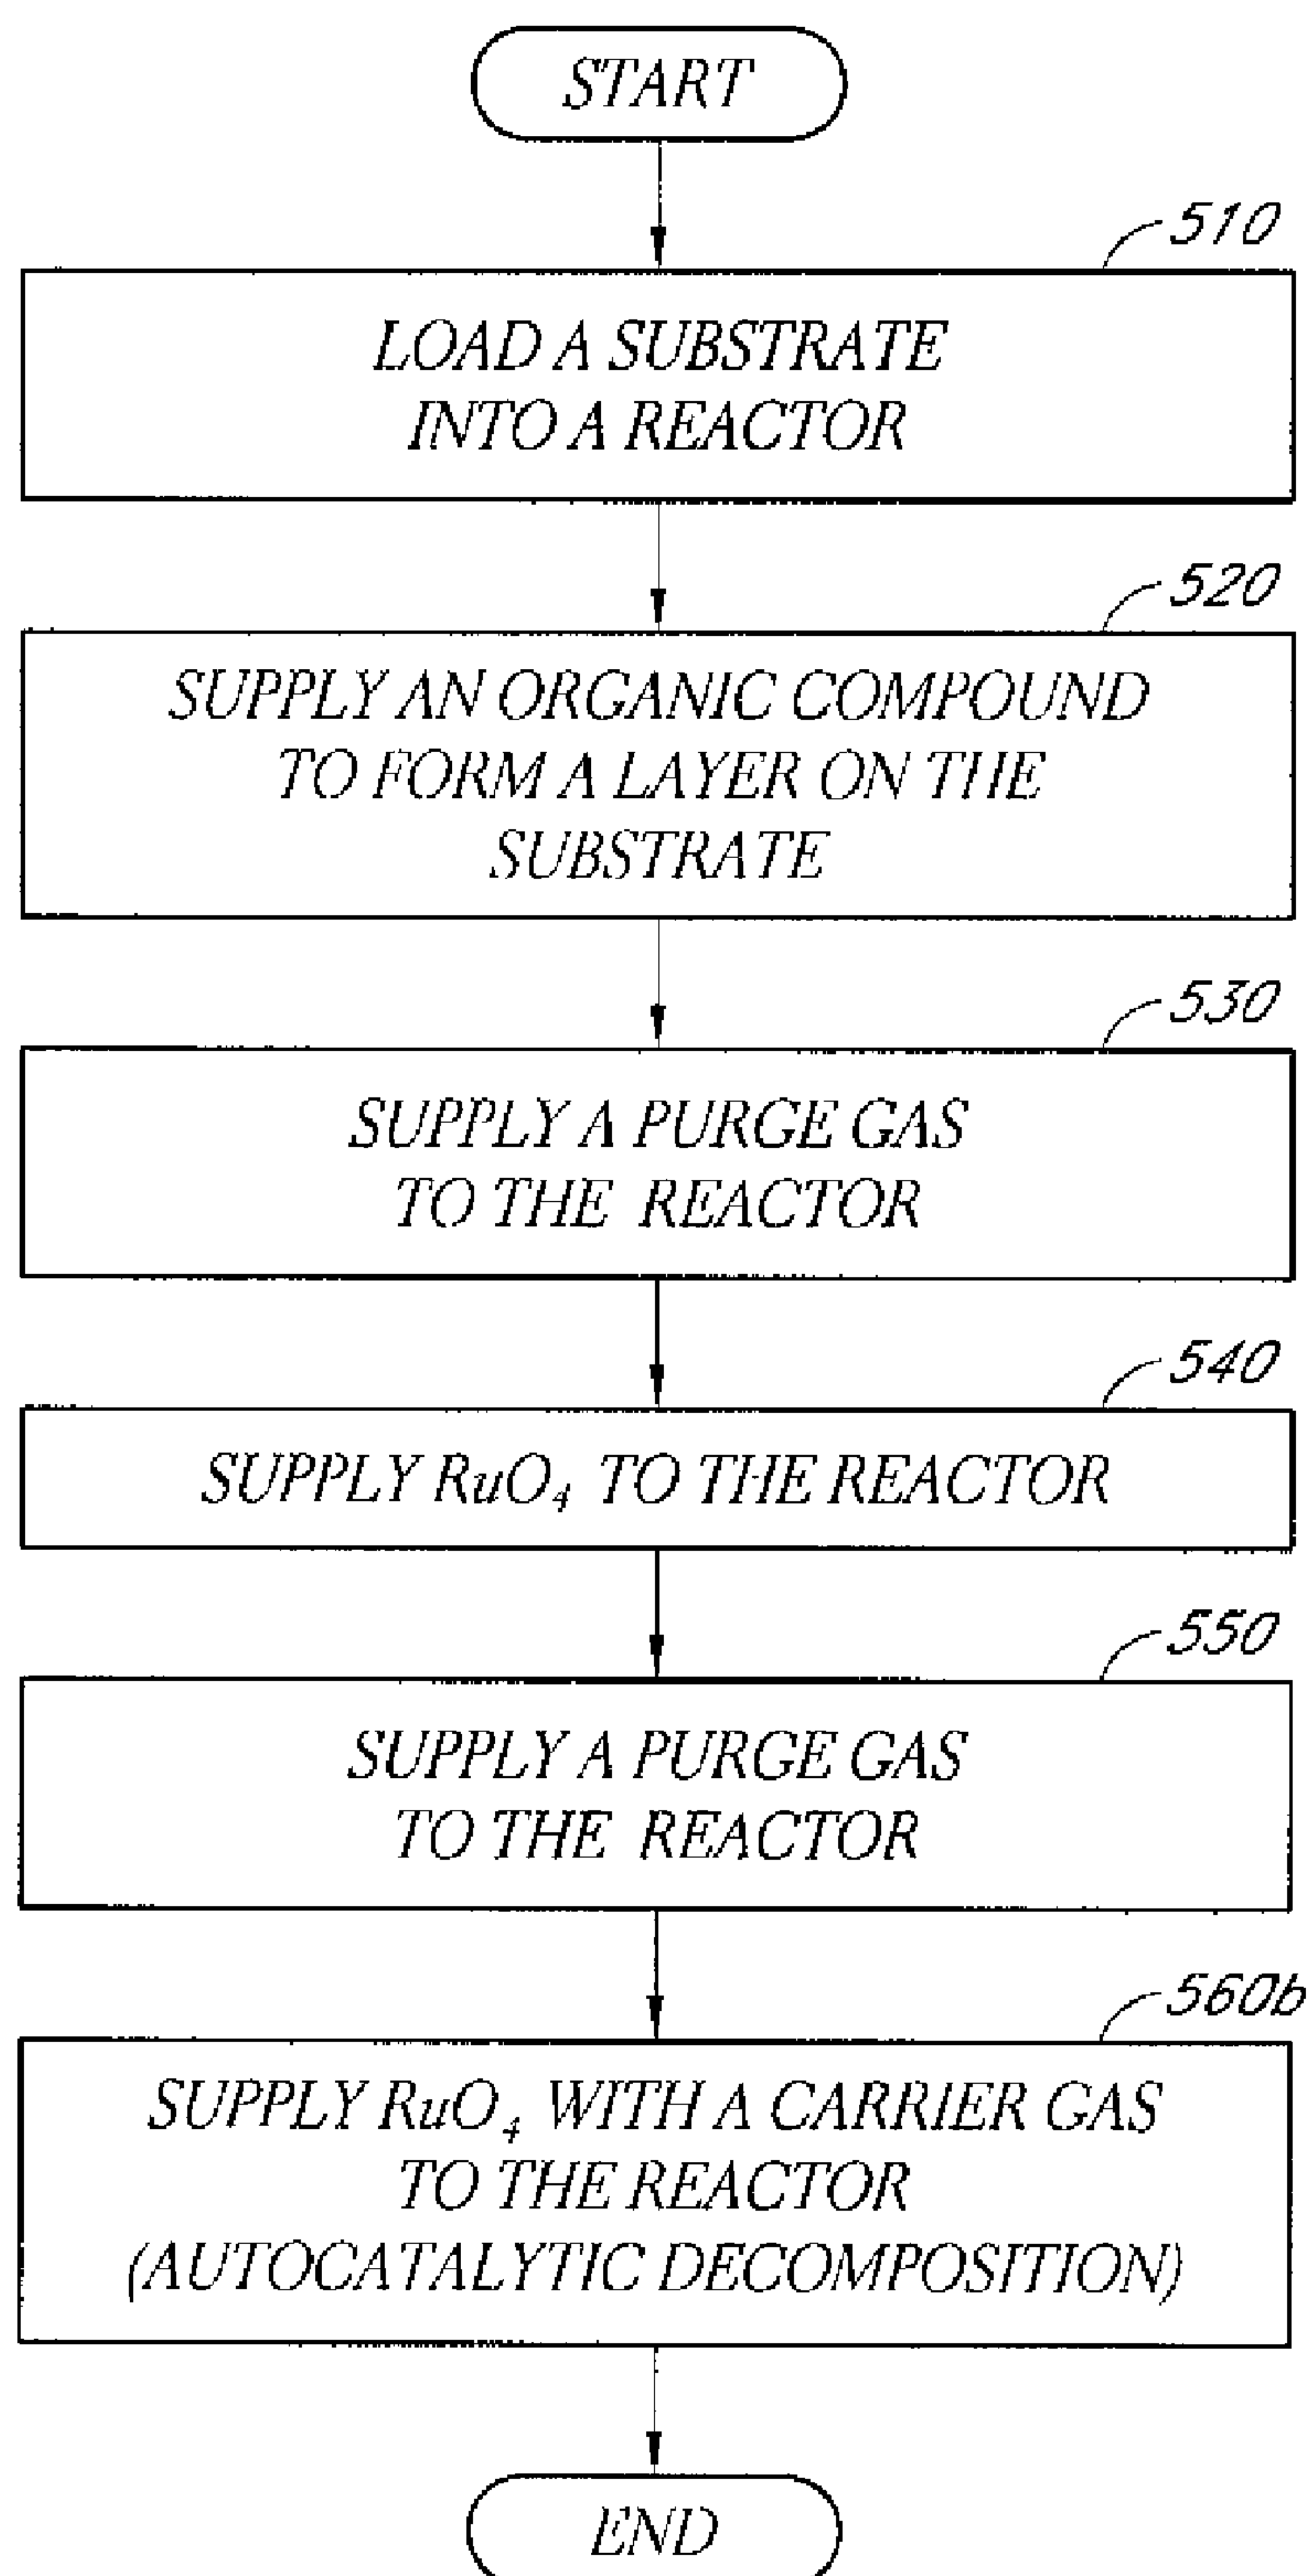 START
510
LOAD A SUBSTRATE
INTO A REACTOR
520
SUPPLY AN ORGANIC COMPOUND
TO FORM A LAYER ON THE
SUBSTRATE
530
SUPPLY A PURGE GAS
TO THE REACTOR
540
SUPPLY RuO₄ TO THE REACTOR
550
SUPPLY A PURGE GAS
TO THE REACTOR
560b
SUPPLY RuO₄ WITH A CARRIER GAS
TO THE REACTOR
(AUTOCATALYTIC DECOMPOSITION)
END